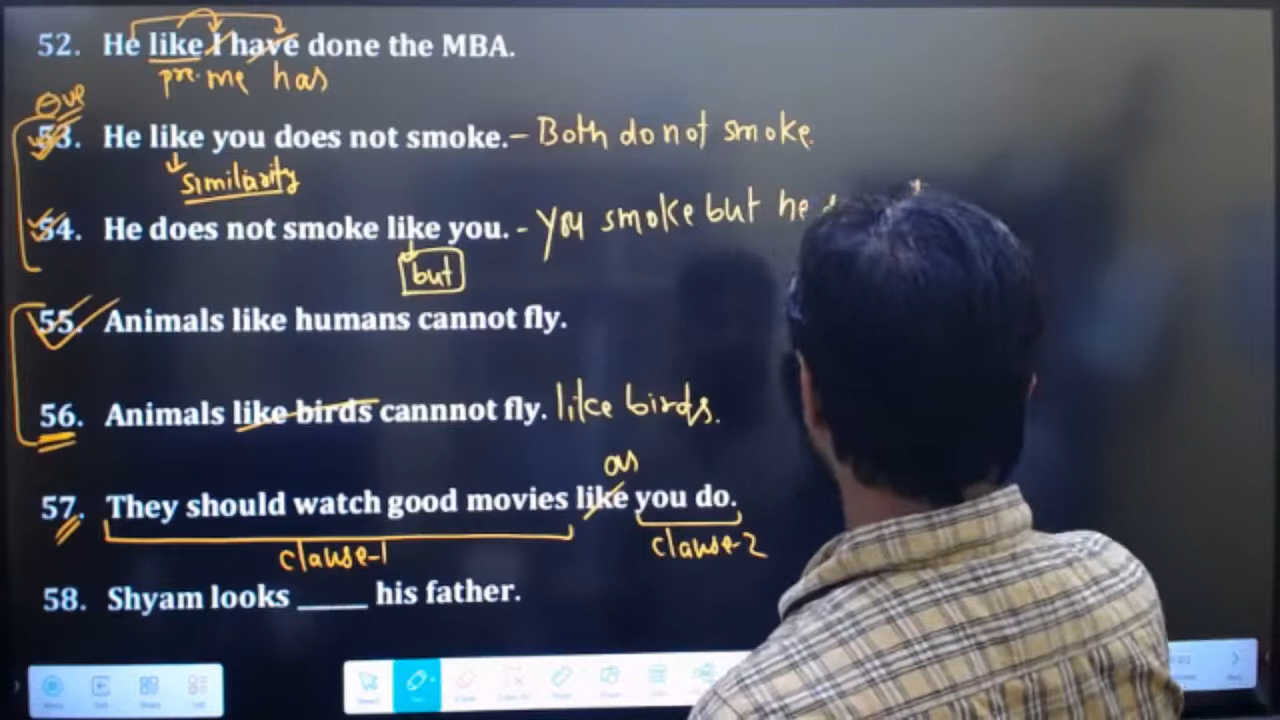 52. He like I have done the MBA.
pre. me has
⊖ve
53. He like you does not smoke. - Both do not smoke.
similarity
54. He does not smoke like you. - you smoke but he
but
55. Animals like humans cannot fly.
56. Animals like birds cannnot fly. like birds.
as
57. They should watch good movies like you do.
clause-1 clause-2
58. Shyam looks _____ his father.